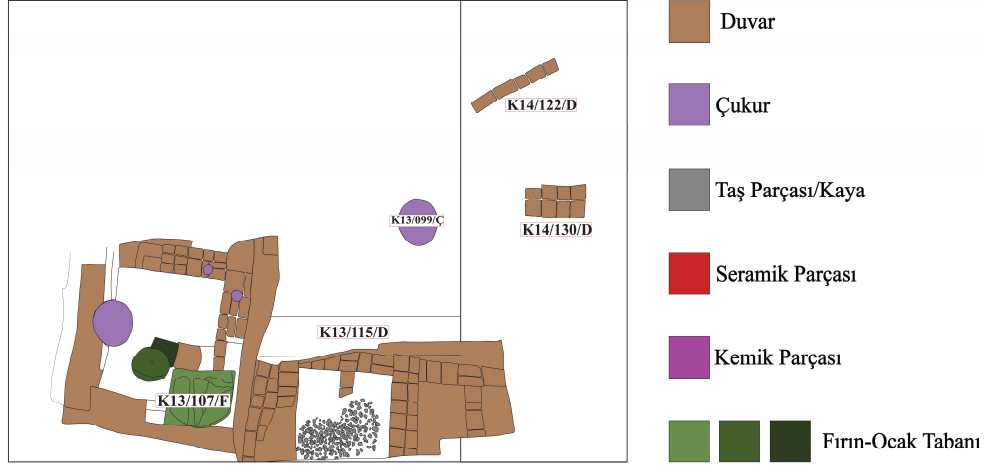 K14/122/D
K13/099/Ç
K14/130/D
K13/115/D
K13/107/F
Duvar
Çukur
Taş Parçası/Kaya
Seramik Parçası
Kemik Parçası
Fırın-Ocak Tabanı